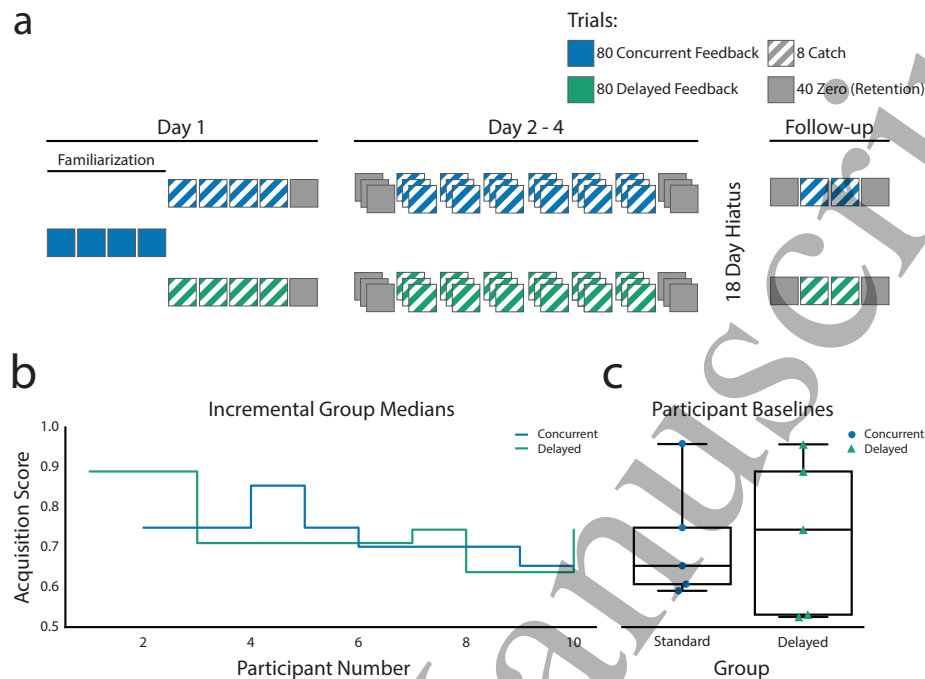 a
Trials:
80 Concurrent Feedback
8 Catch
80 Delayed Feedback
40 Zero (Retention)
Day 1
Day 2 - 4
Follow-up
Familiarization
18 Day Hiatus
b
Incremental Group Medians
Concurrent
Delayed
Acquisition Score
1.0
0.9
0.8
0.7
0.6
0.5
2
4
6
8
10
Participant Number
c
Participant Baselines
Concurrent
Delayed
Standard
Delayed
Group